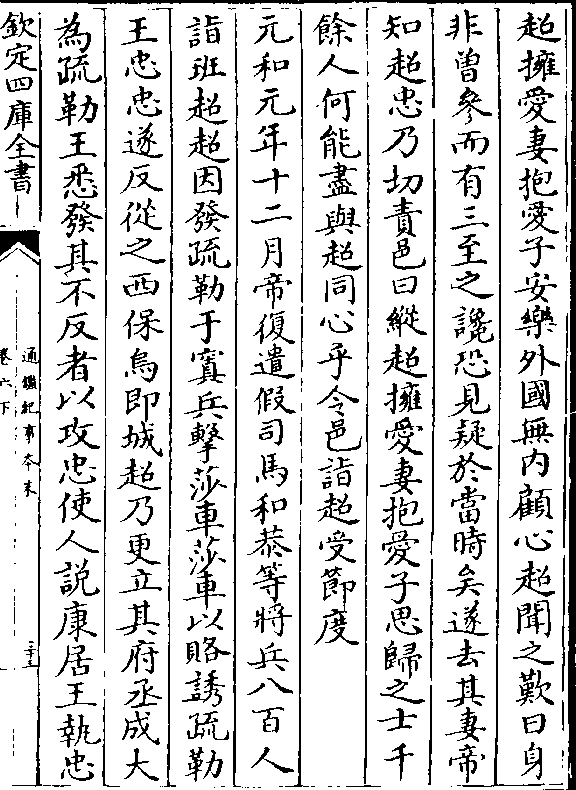 超擁愛妻抱愛子安樂外國無内顧心超聞之歎曰身
非曽參而有三至之讒恐見疑於當時矣遂去其妻帝
知超忠乃切責邑曰縱超擁愛妻抱愛子思歸之士千
餘人何能盡與超同心乎令邑詣超受節度
元和元年十二月帝復遣假司馬和恭等將兵八百人
詣班超超因發疏勒于窴兵擊莎車莎車以賂誘疏勒
王忠忠遂反從之西保烏即城超乃更立其府丞成大
為疏勒王悉發其不反者以攻忠使人説康居王執忠
欽定四庫全書
通鑑紀事本末
卷六下
三十三